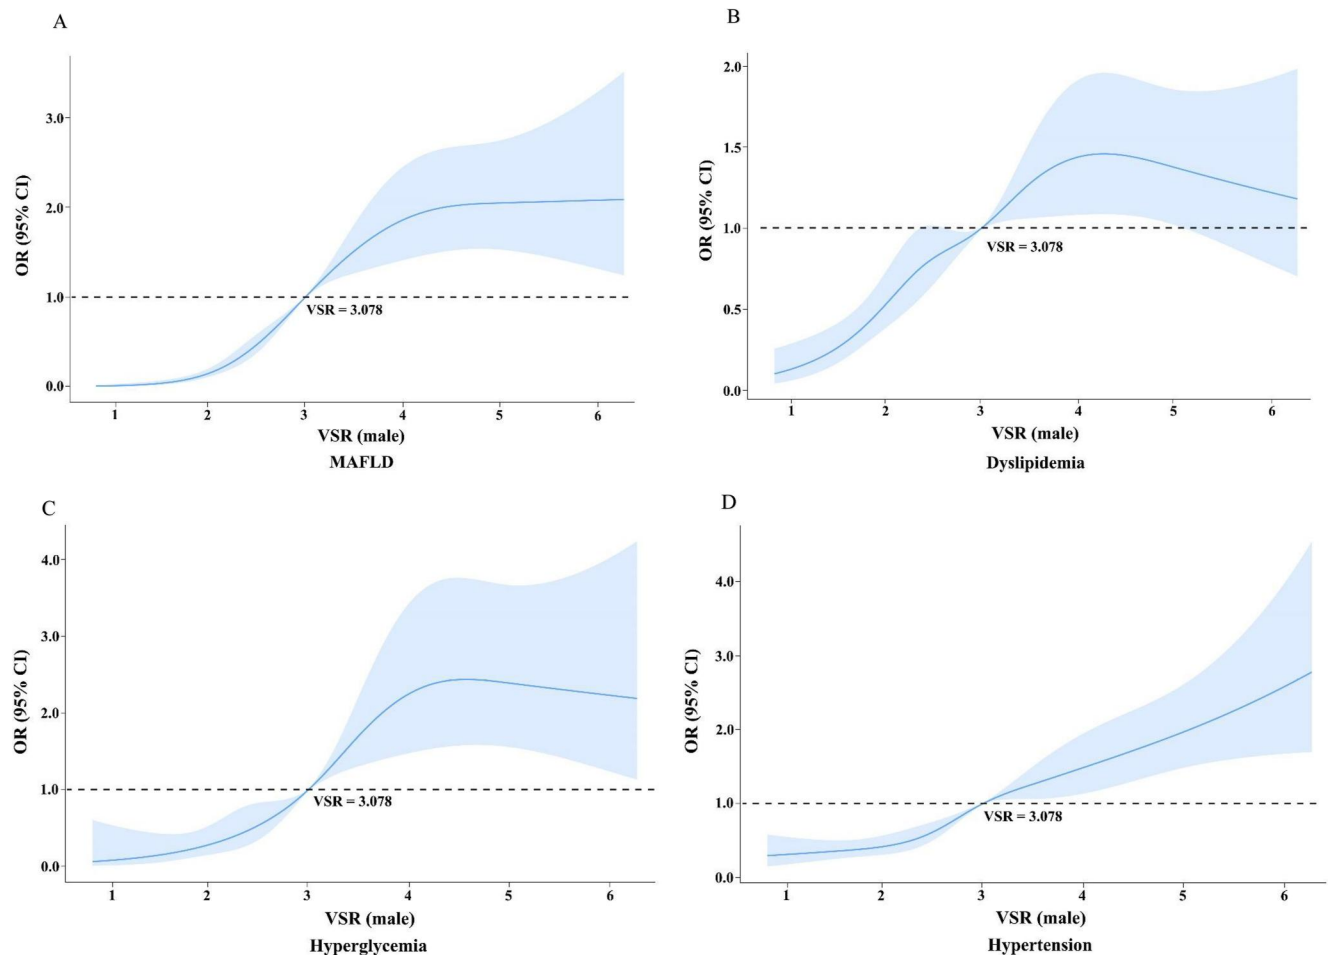 A
OR (95% CI)
3.0
2.0
1.0
0.0
VSR = 3.078
1 2 3 4 5 6
VSR (male)
MAFLD
B
OR (95% CI)
2.0
1.5
1.0
0.5
0.0
VSR = 3.078
1 2 3 4 5 6
VSR (male)
Dyslipidemia
C
OR (95% CI)
4.0
3.0
2.0
1.0
0.0
VSR = 3.078
1 2 3 4 5 6
VSR (male)
Hyperglycemia
D
OR (95% CI)
4.0
3.0
2.0
1.0
0.0
VSR = 3.078
1 2 3 4 5 6
VSR (male)
Hypertension